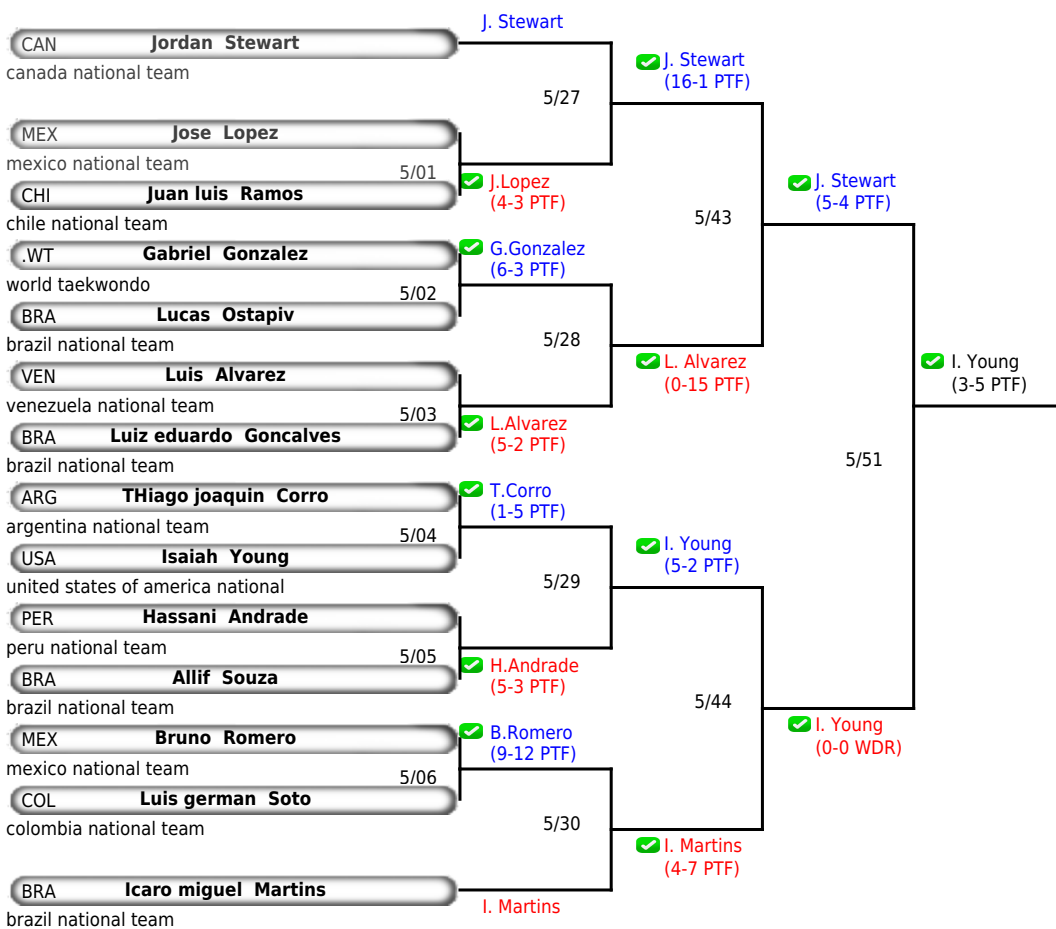 J. Stewart
CAN Jordan Stewart
canada national team
J. Stewart
(16-1 PTF)
5/27
MEX Jose Lopez
mexico national team
5/01
J.Lopez
(4-3 PTF)
CHI Juan luis Ramos
chile national team
J. Stewart
(5-4 PTF)
5/43
.WT Gabriel Gonzalez
G.Gonzalez
(6-3 PTF)
world taekwondo
5/02
BRA Lucas Ostapiv
brazil national team
5/28
L. Alvarez
(0-15 PTF)
I. Young
(3-5 PTF)
VEN Luis Alvarez
venezuela national team
5/03
L.Alvarez
(5-2 PTF)
BRA Luiz eduardo Goncalves
brazil national team
5/51
ARG THiago joaquin Corro
T.Corro
(1-5 PTF)
argentina national team
5/04
USA Isaiah Young
united states of america national
I. Young
(5-2 PTF)
5/29
PER Hassani Andrade
peru national team
5/05
H.Andrade
(5-3 PTF)
BRA Allif Souza
brazil national team
5/44
I. Young
(0-0 WDR)
MEX Bruno Romero
B.Romero
(9-12 PTF)
mexico national team
5/06
COL Luis german Soto
colombia national team
5/30
I. Martins
(4-7 PTF)
BRA Icaro miguel Martins
I. Martins
brazil national team